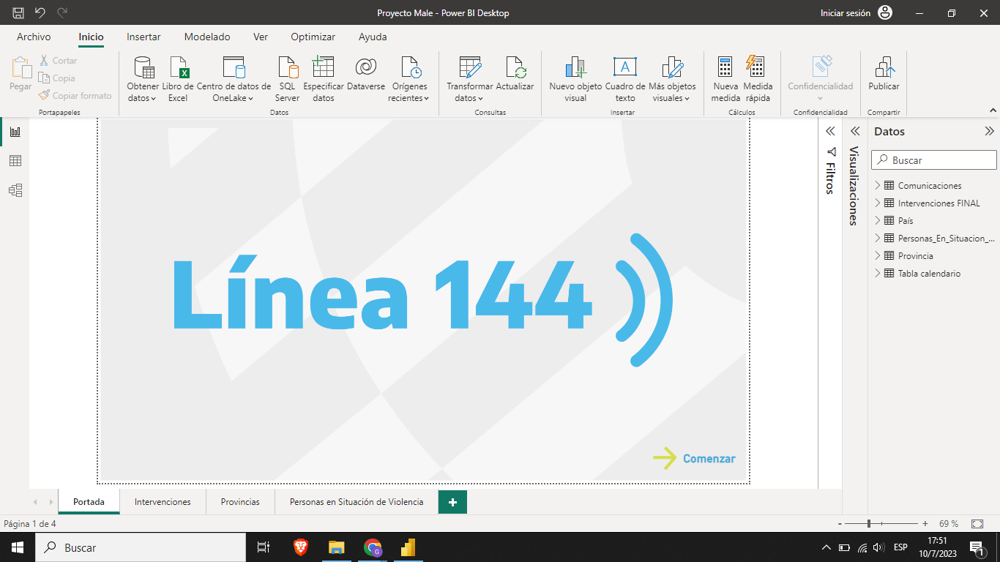 Proyecto Male - Power BI Desktop
Iniciar sesión
Archivo
Inicio
Insertar
Modelado
Ver
Optimizar
Ayuda
Pegar
Cortar
Copia
Copiar formato
Portapapeles
Obtener
datos
Libro de
Excel
Centro de datos de
OneLake
SQL
Server
Especificar
datos
Dataverse
Orígenes
recientes
Datos
Transformar
datos
Actualizar
Consultas
Nuevo objeto
visual
Cuadro de
texto
Más objetos
visuales
Insertar
Nueva
medida
Medida
rápida
Cálculos
Confidencialidad
Confidencialidad
Publicar
Compartir
Línea 144
Comenzar
Filtros
Visualizaciones
Datos
Buscar
Comunicaciones
Intervenciones FINAL
País
Personas_En_Situacion_...
Provincia
Tabla calendario
Portada
Intervenciones
Provincias
Personas en Situación de Violencia
Página 1 de 4
- + 69 %
Buscar
ESP
17:51
10/7/2023
1